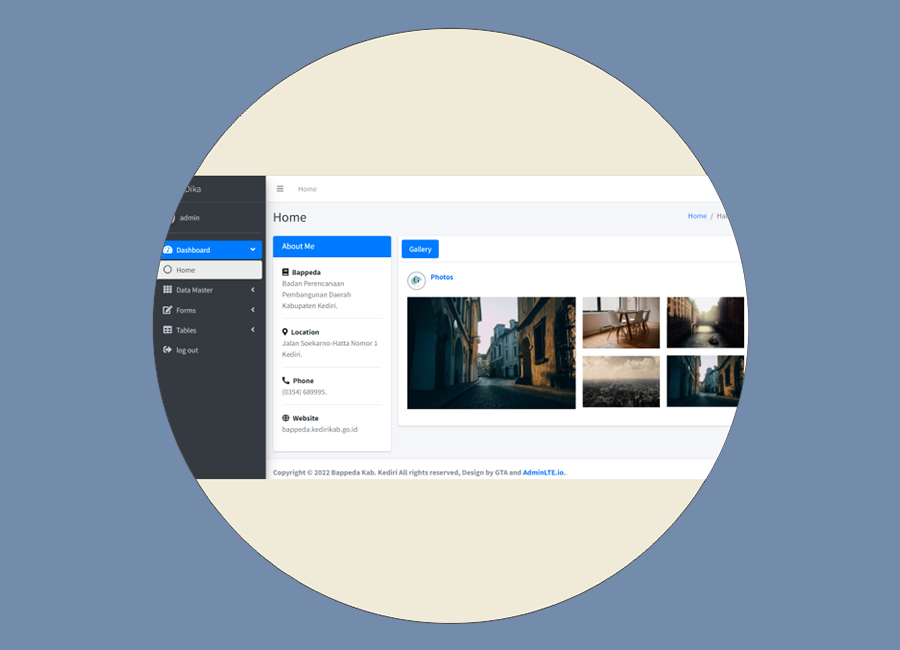 Dika
Home
admin
Home
Home /
Dashboard
About Me
Gallery
Home
Bappeda
Photos
Badan Perencanaan
Data Master
Pembangunan Daerah
Kabupaten Kediri.
Forms
Tables
Location
Jalan Soekarno-Hatta Nomor 1
Kediri.
log out
Phone
(0354) 689995.
Website
bappeda.kedirikab.go.id
Copyright © 2022 Bappeda Kab. Kediri All rights reserved, Design by GTA and AdminLTE.io..